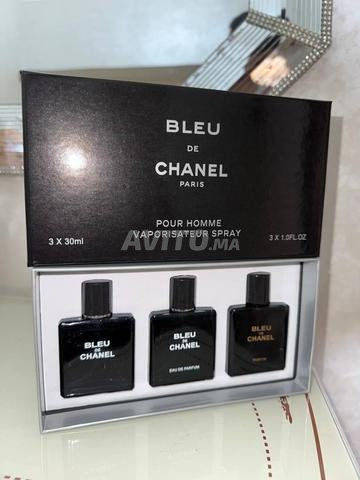 BLEU
DE
CHANEL
PARIS
POUR HOMME
VAPORISATEUR SPRAY
3 X 30ml
3 X 1.0FL.OZ
AVITO.MA
BLEU
DE
CHANEL
BLEU
DE
CHANEL
EAU DE PARFUM
BLEU
DE
CHANEL
PARFUM